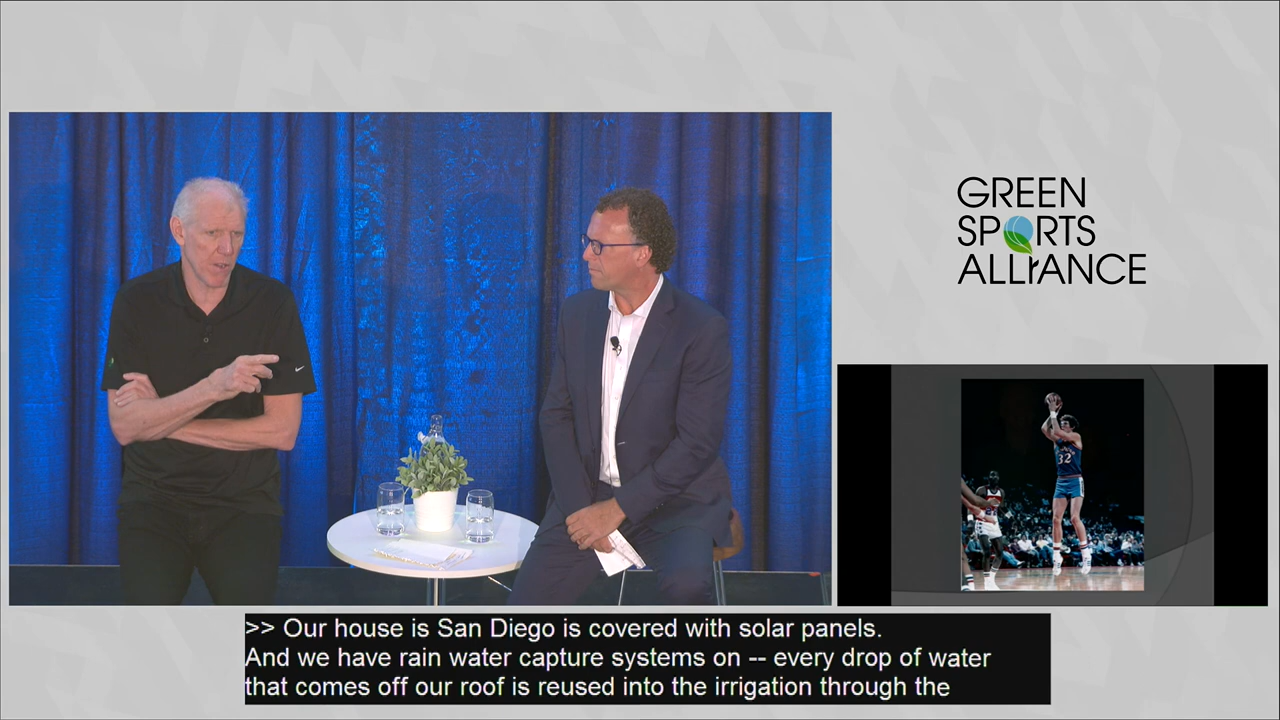 GREEN
SPORTS
ALLIANCE
32
>> Our house is San Diego is covered with solar panels.
And we have rain water capture systems on -- every drop of water
that comes off our roof is reused into the irrigation through the